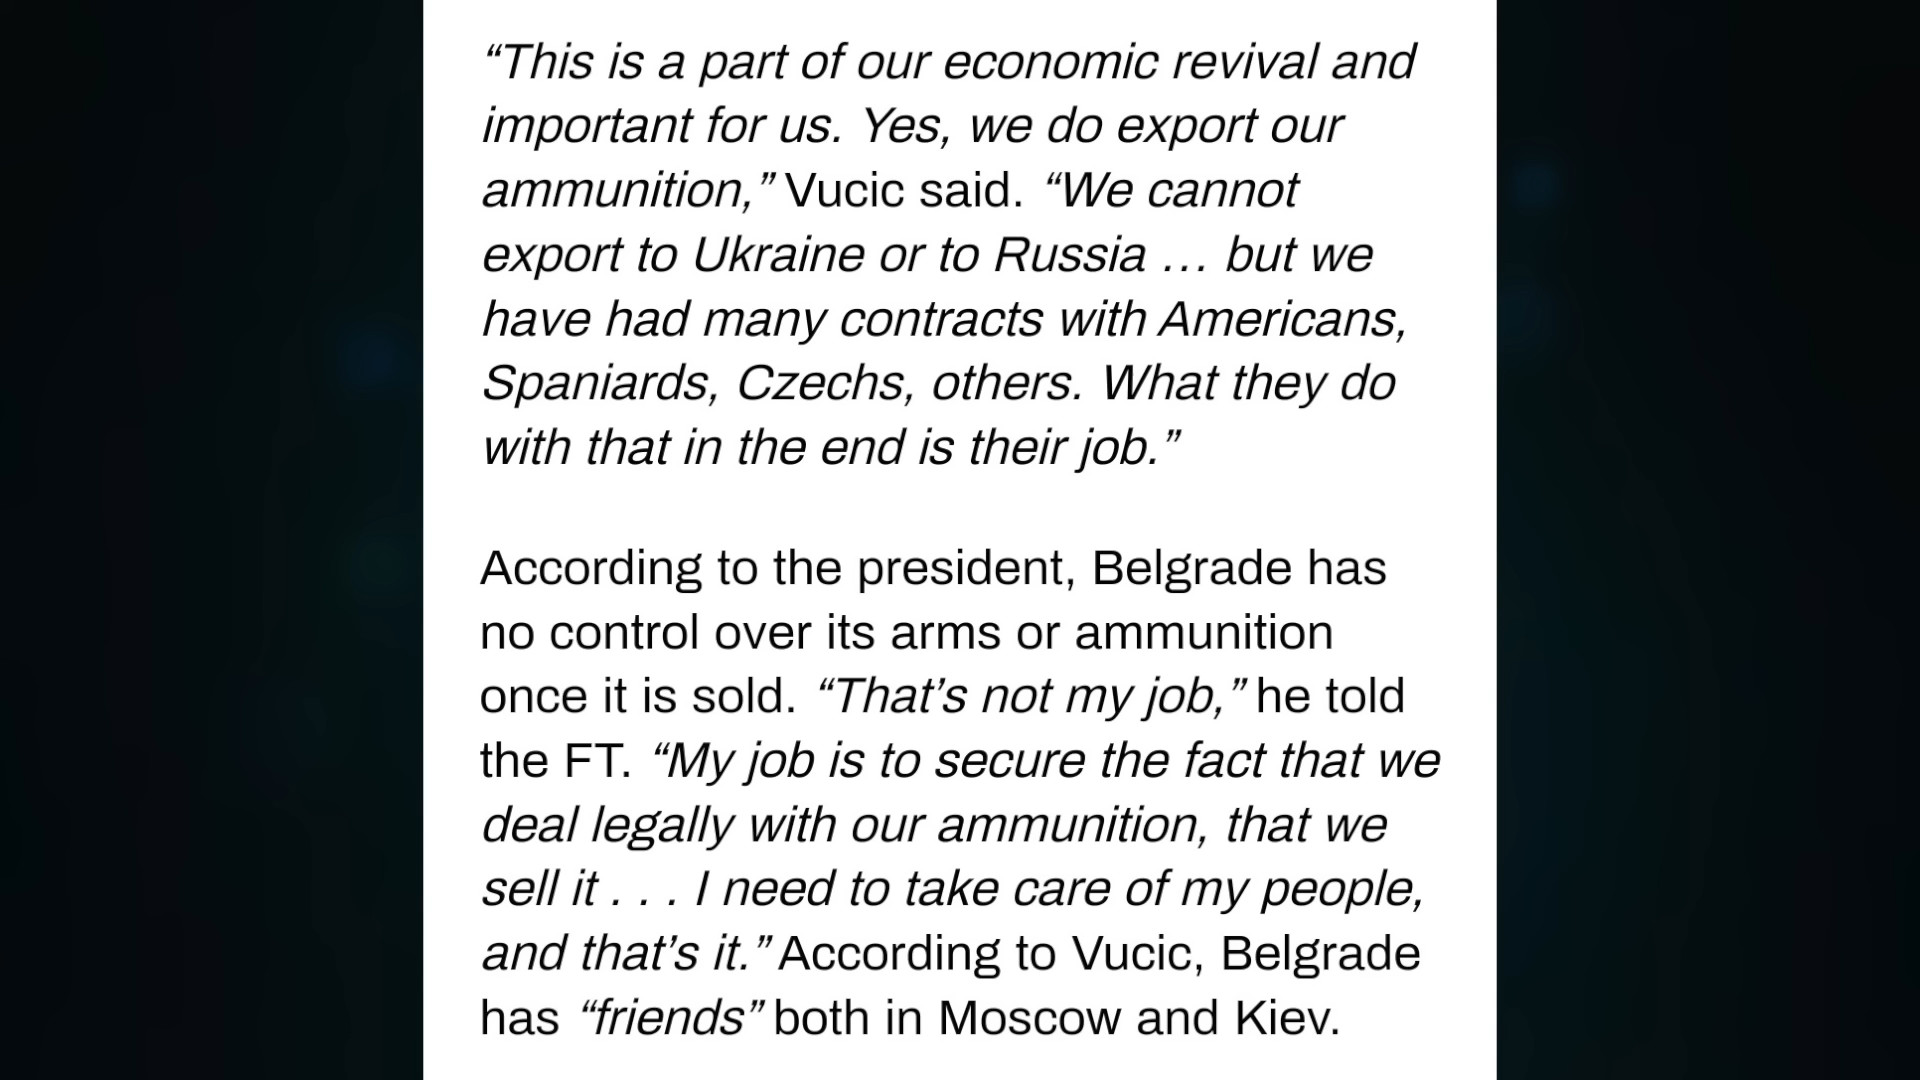 “This is a part of our economic revival and
important for us. Yes, we do export our
ammunition,” Vucic said. “We cannot
export to Ukraine or to Russia … but we
have had many contracts with Americans,
Spaniards, Czechs, others. What they do
with that in the end is their job.”
According to the president, Belgrade has
no control over its arms or ammunition
once it is sold. “That’s not my job,” he told
the FT. “My job is to secure the fact that we
deal legally with our ammunition, that we
sell it . . . I need to take care of my people,
and that’s it.” According to Vucic, Belgrade
has “friends” both in Moscow and Kiev.